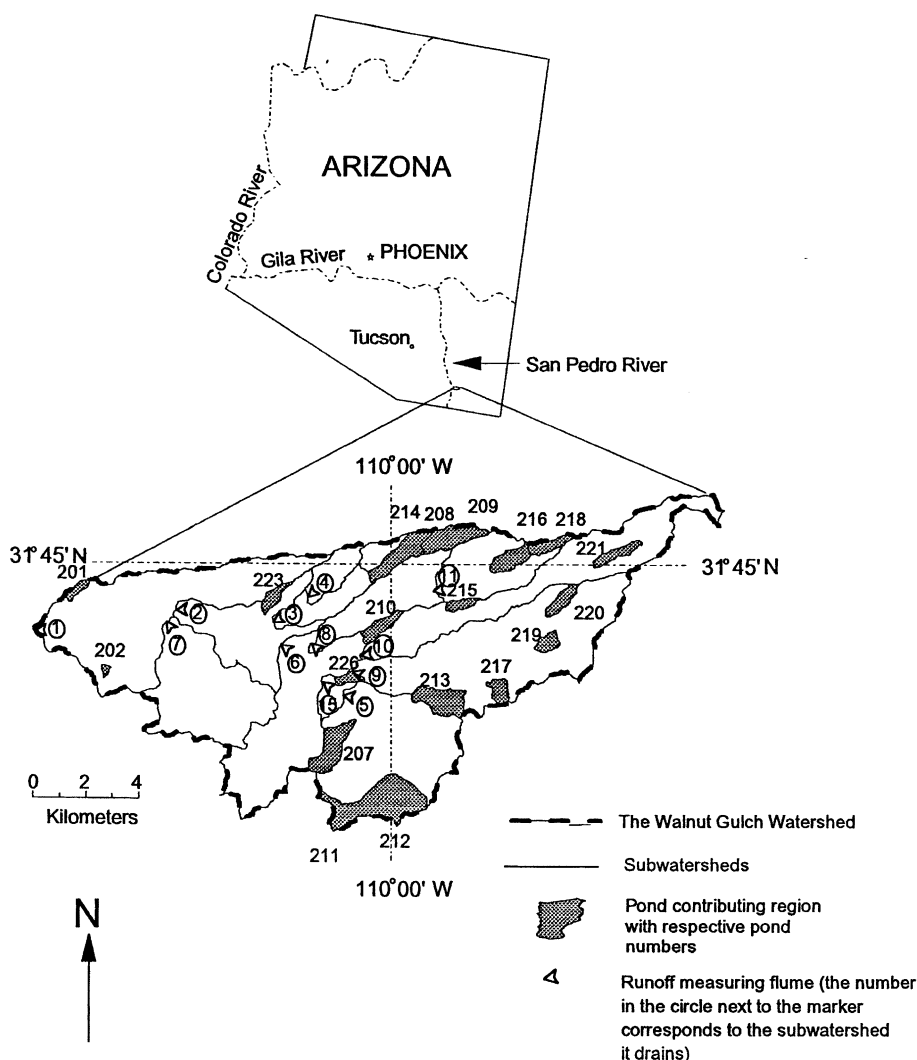 ARIZONA
Colorado River
Gila River
PHOENIX
Tucson
San Pedro River
110°00' W
214 208 209
216 218
31°45'N
221
31°45'N
201
223
4
11
215
2
3
220
1
210
8
219
7
202
6
10
226
9
217
213
15
5
207
0 2 4
Kilometers
The Walnut Gulch Watershed
211
212
Subwatersheds
110°00' W
N
Pond contributing region
with respective pond
numbers
Runoff measuring flume (the number
in the circle next to the marker
corresponds to the subwatershed
it drains)